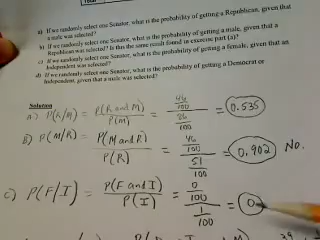 Total
a) If we randomly select one Senator, what is the probability of getting a Republican, given that
a male was selected?
b) If we randomly select one Senator, what is the probability of getting a male, given that a
Republican was selected? Is this the same result found in exercise part (a)?
c) If we randomly select one Senator, what is the probability of getting a female, given that an
Independent was selected?
d) If we randomly select one Senator, what is the probability of getting a Democrat or
Independent, given that a male was selected?
Solution
A) P(R/M) = P(R and M) / P(M) = 46/100 / 86/100 = 0.535
B) P(M/R) = P(M and R) / P(R) = 46/100 / 51/100 = 0.902 No.
C) P(F/I) = P(F and I) / P(I) = 0/100 / 1/100 = 0